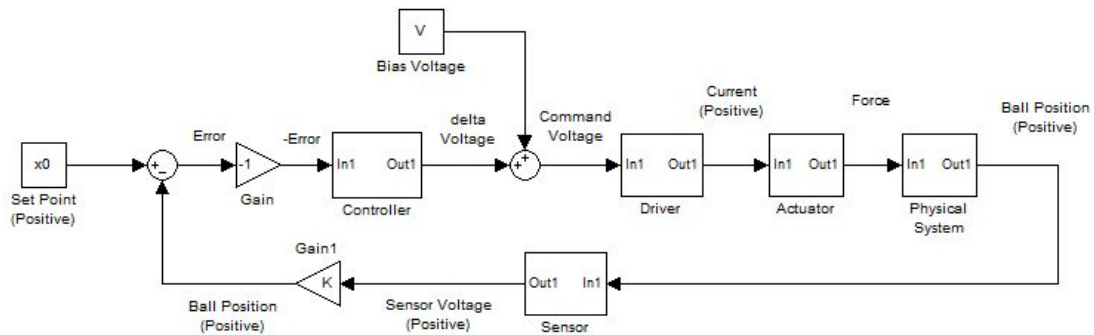 V
Bias Voltage
Error
-Error
delta
Voltage
Command
Voltage
Current
(Positive)
Force
Ball Position
(Positive)
x0
Set Point
(Positive)
+
−
-1
Gain
In1 Out1
Controller
+
+
In1 Out1
Driver
In1 Out1
Actuator
In1 Out1
Physical
System
Gain1
K
Ball Position
(Positive)
Sensor Voltage
(Positive)
Out1 In1
Sensor